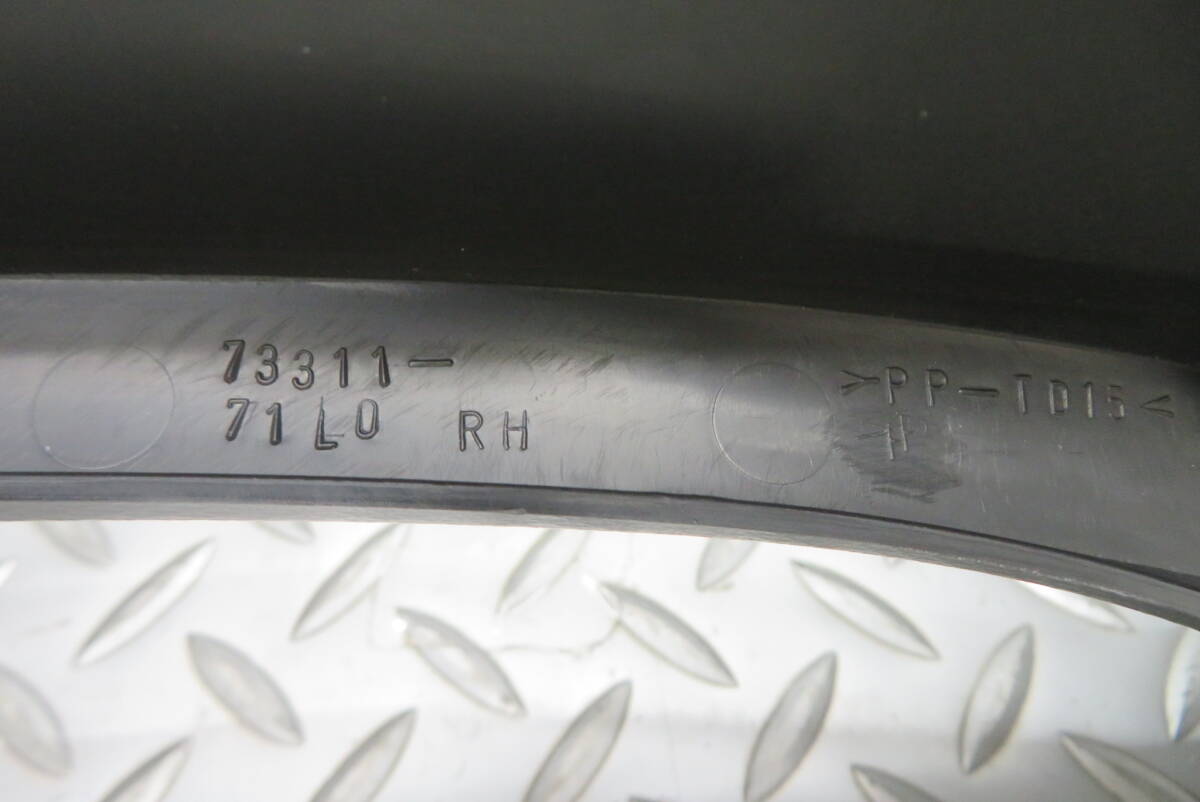 73311-
71L0 RH
>PP-TD15<